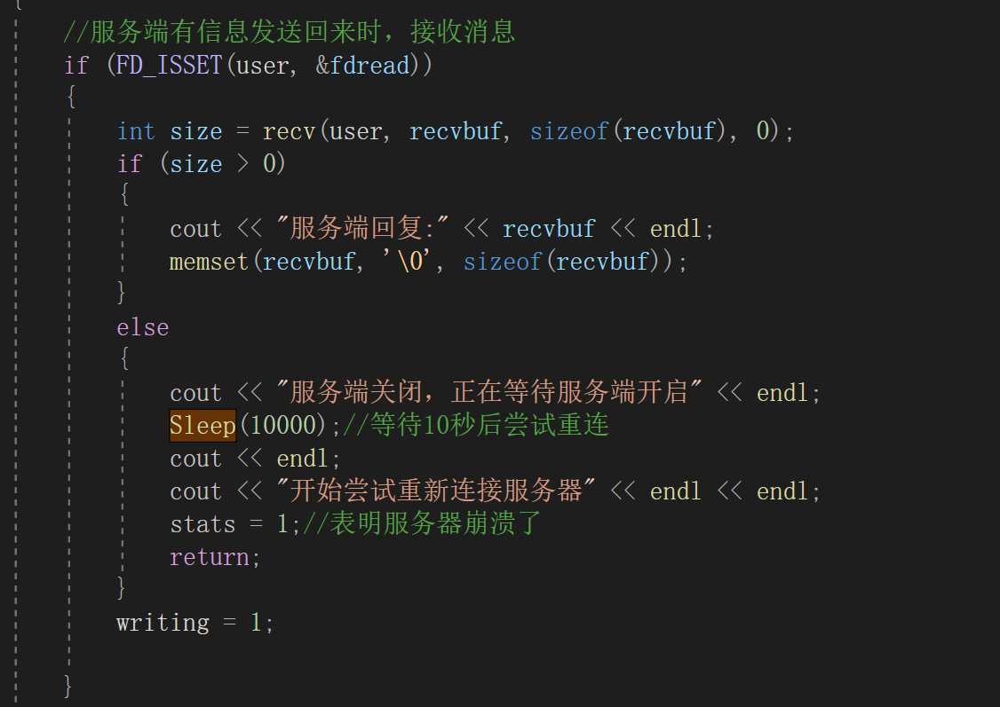 {
//服务端有信息发送回来时，接收消息
if (FD_ISSET(user, &fdread))
{
int size = recv(user, recvbuf, sizeof(recvbuf), 0);
if (size > 0)
{
cout << "服务端回复:" << recvbuf << endl;
memset(recvbuf, '\0', sizeof(recvbuf));
}
else
{
cout << "服务端关闭，正在等待服务端开启" << endl;
Sleep(10000);//等待10秒后尝试重连
cout << endl;
cout << "开始尝试重新连接服务器" << endl << endl;
stats = 1;//表明服务器崩溃了
return;
}
writing = 1;
}